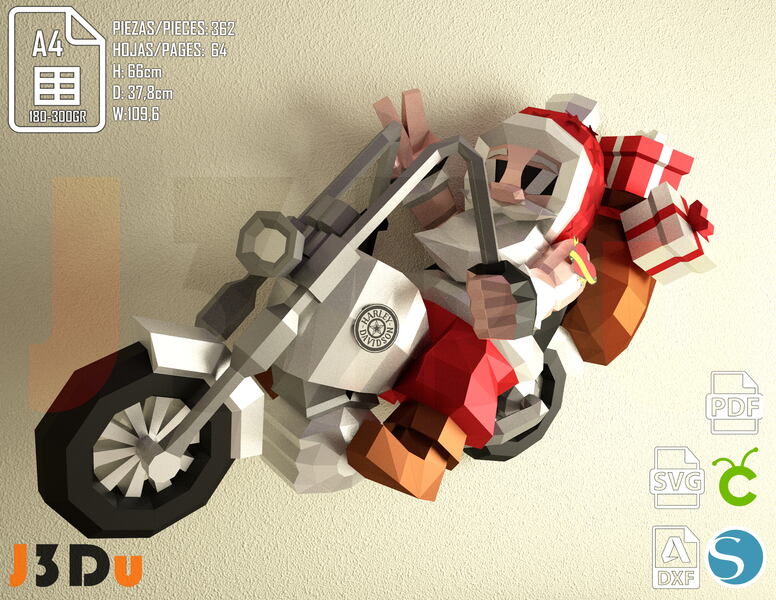 A4
180-300GR
PIEZAS/PIECES: 362
HOJAS/PAGES: 64
H: 66cm
D: 37,8cm
W:109,6
HARLEY
DAVIDSON
PDF
SVG
DXF
J3Du